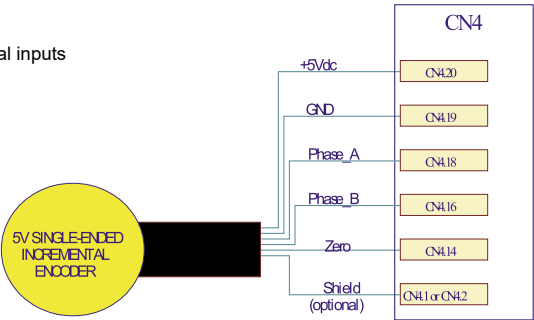 CN4
al inputs
+5Vdc
CN4.20
GND
CN4.19
Phase_A
CN4.18
Phase_B
CN4.16
5V SINGLE-ENDED
INCREMENTAL
ENCODER
Zero
CN4.14
Shield
(optional)
CN4.1 or CN4.2